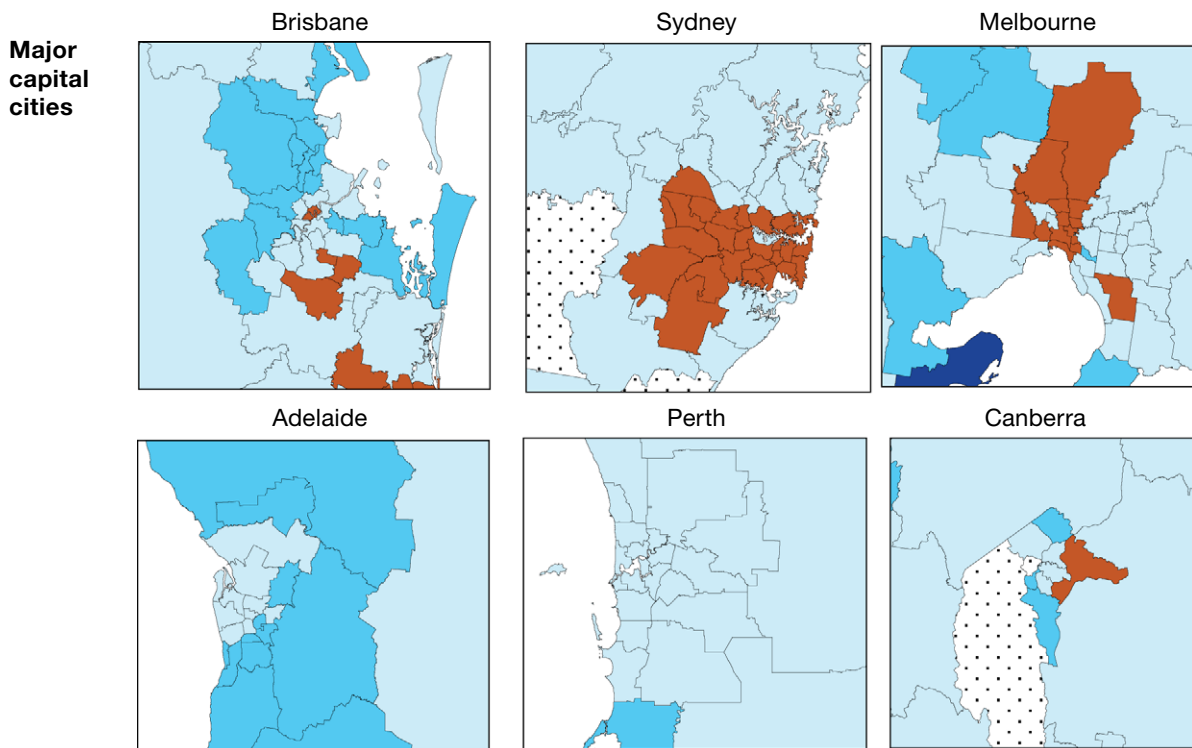 Major
capital
cities
Brisbane
Sydney
Melbourne
Adelaide
Perth
Canberra